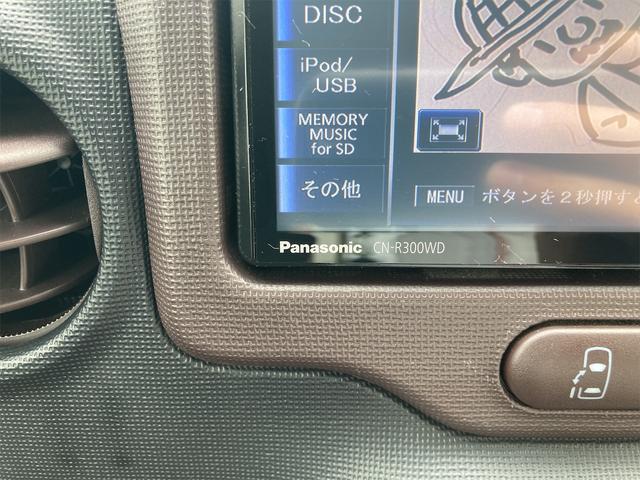 DISC
iPod/
USB
MEMORY
MUSIC
for SD
その他
MENU ボタンを2秒押すと
Panasonic CN-R300WD